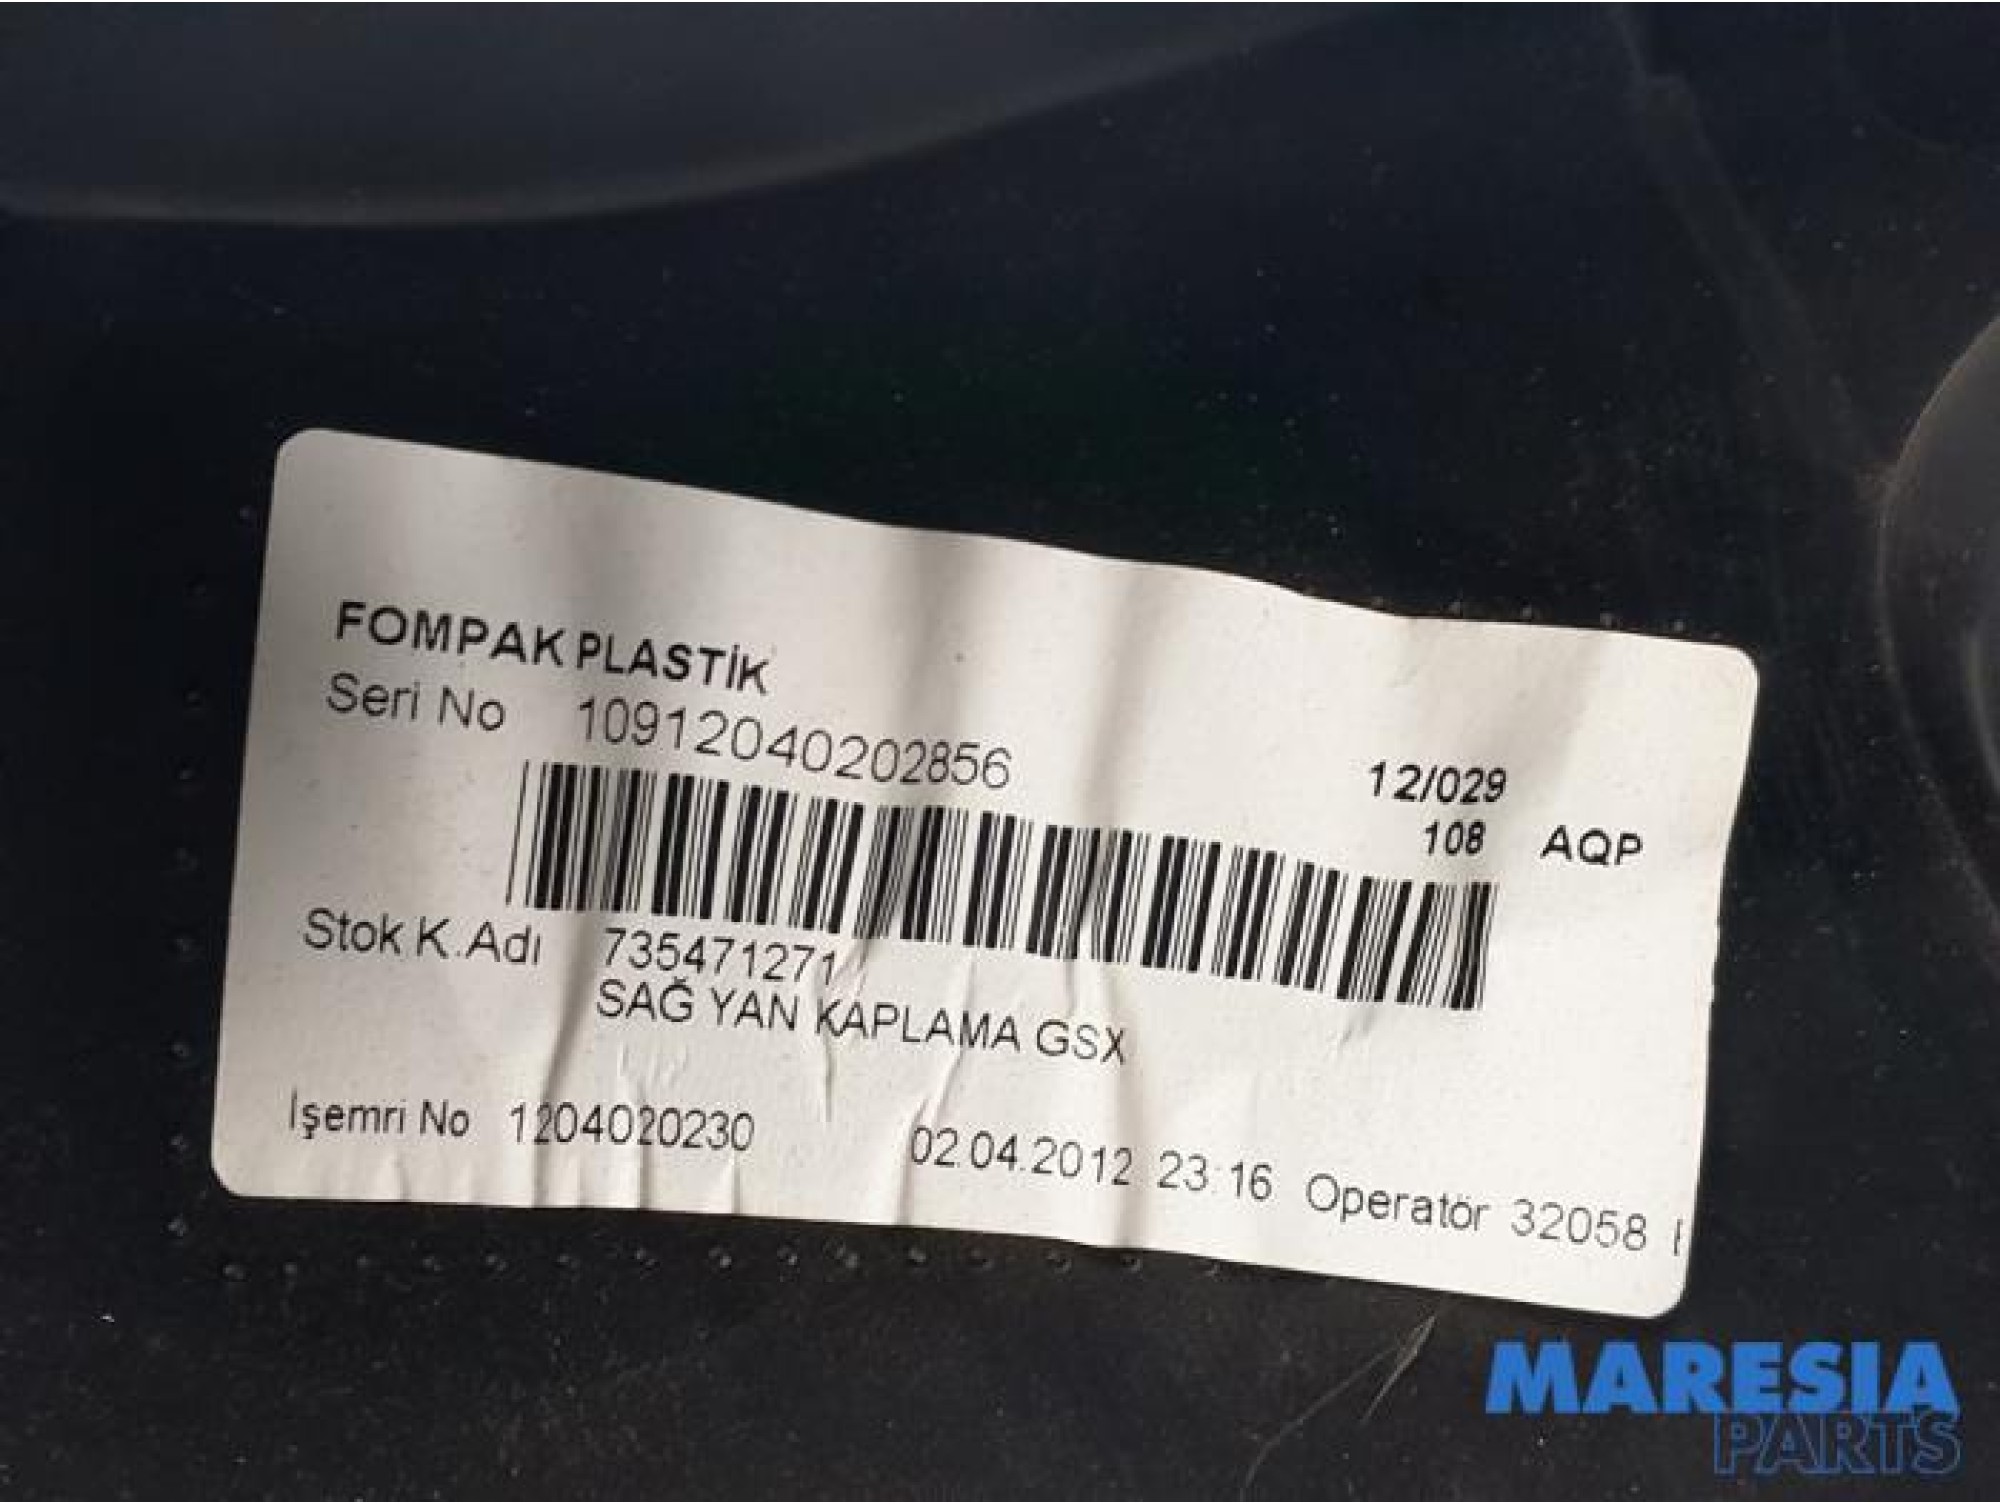 FOMPAK PLASTİK
Seri No 10912040202856
12/029
108 AQP
Stok K.Adı 735471271
SAĞ YAN KAPLAMA GSX
İşemri No 1204020230 02.04.2012 23:16 Operatör 32058
MARESIA
PARTS